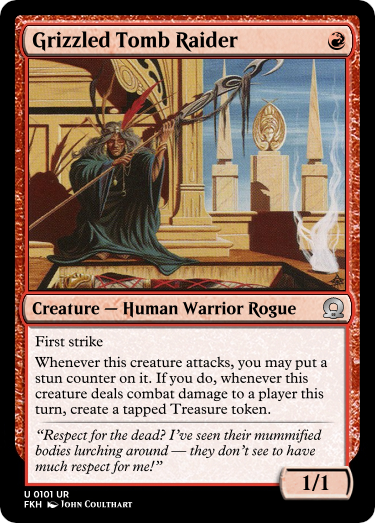 Grizzled Tomb Raider
Creature — Human Warrior Rogue
First strike
Whenever this creature attacks, you may put a
stun counter on it. If you do, whenever this
creature deals combat damage to a player this
turn, create a tapped Treasure token.
“Respect for the dead? I’ve seen their mummified
bodies lurching around — they don’t see to have
much respect for me!”
1/1
U 0101 UR
FKH John Coulthart